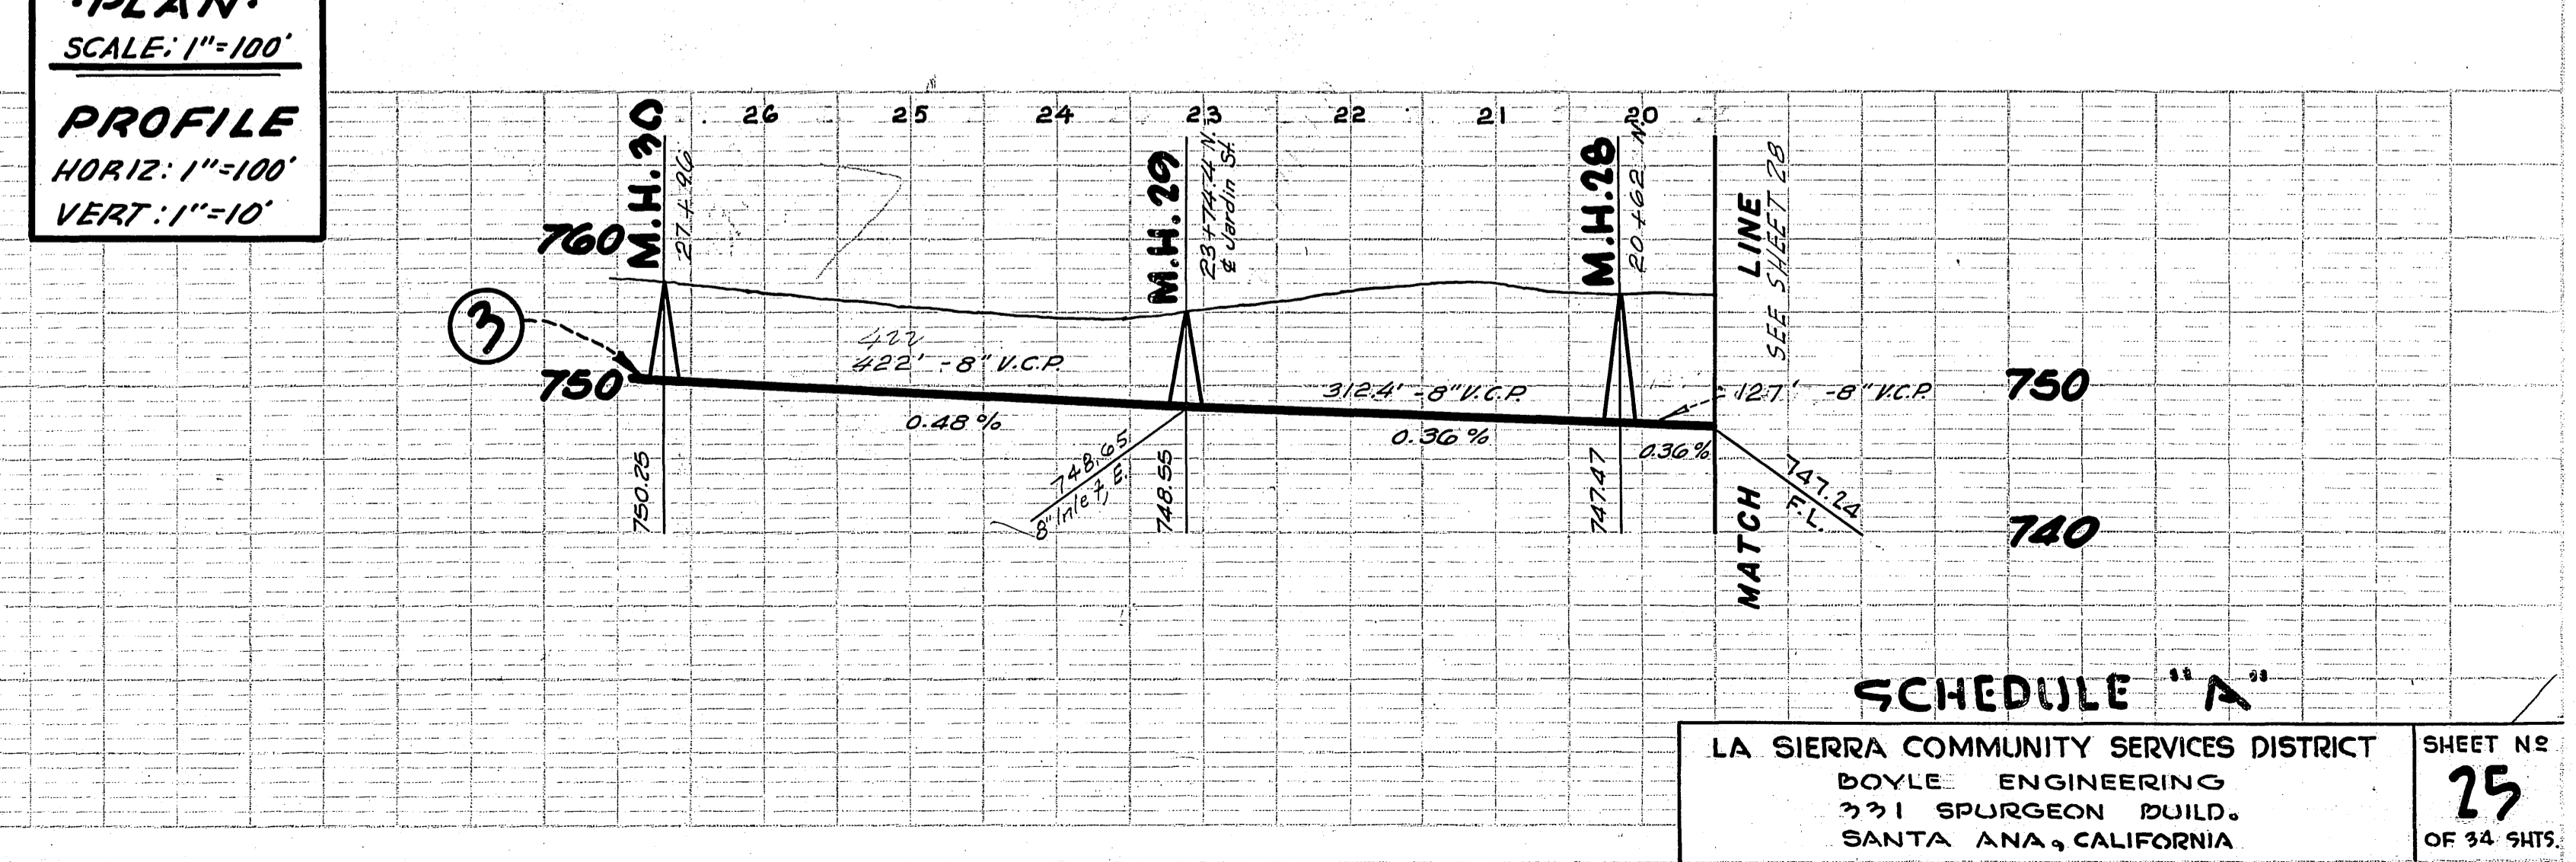 ·PLAN·
SCALE: 1"=100'
PROFILE
HORIZ: 1"=100'
VERT: 1"=10'
26 25 24 23 22 21 20
M.H. 30
27+96
M.H. 29
23+74.4 N.
₵ Jardin St.
M.H. 28
20+62 N.
LINE
SEE SHEET 28
760
3
422
422' -8" V.C.P.
750
312.4' -8" V.C.P.
127' -8" V.C.P.
750
0.48%
0.36%
0.36%
750.25
748.65
8" Inlet, E.
748.55
747.47
747.24
F.L.
MATCH
740
SCHEDULE "A"
LA SIERRA COMMUNITY SERVICES DISTRICT
BOYLE ENGINEERING
331 SPURGEON BUILD.
SANTA ANA, CALIFORNIA
SHEET Nº
25
OF 34 SHTS.